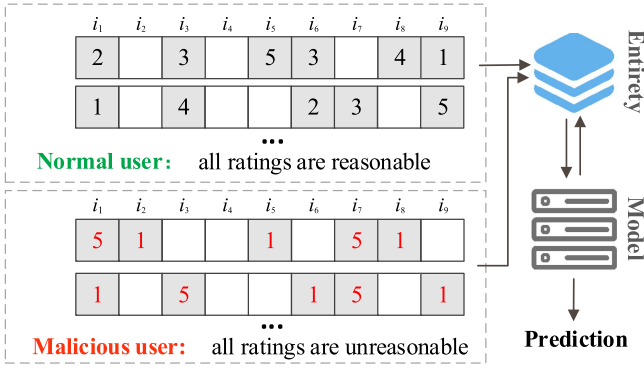 i1 i2 i3 i4 i5 i6 i7 i8 i9
2 3 5 3 4 1
1 4 2 3 5
...
Normal user: all ratings are reasonable
i1 i2 i3 i4 i5 i6 i7 i8 i9
5 1 1 5 1
1 5 1 5 1
...
Malicious user: all ratings are unreasonable
Entirety
Model
Prediction